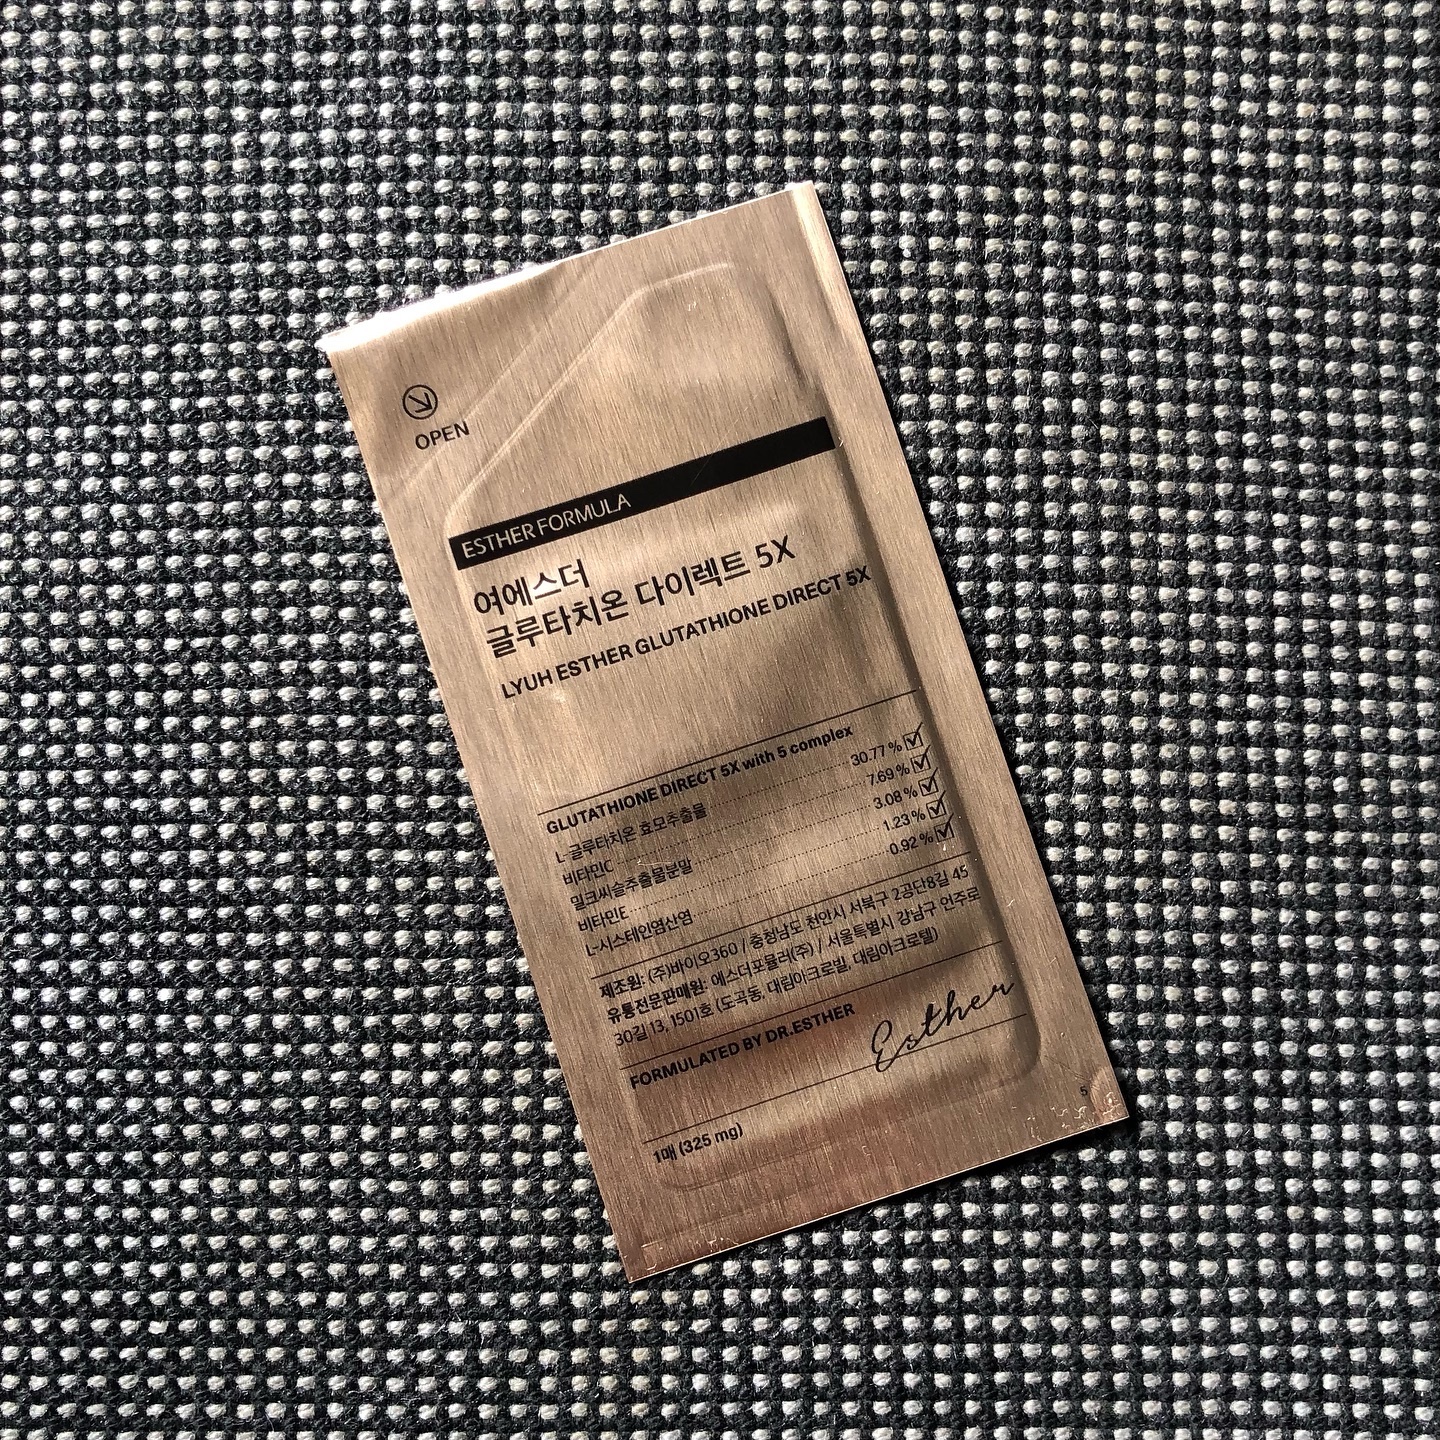 OPEN
ESTHER FORMULA
여에스더
글루타치온 다이렉트 5X
LYUH ESTHER GLUTATHIONE DIRECT 5X
GLUTATHIONE DIRECT 5X with 5 complex
L-글루타치온 효모추출물 30.77 %
비타민C 7.69 %
밀크씨슬추출물분말 3.08 %
비타민E 1.23 %
L-시스테인염산염 0.92 %
제조원: (주)바이오360 / 충청남도 천안시 서북구 2공단8길 45
유통전문판매원: 에스더포뮬러(주) / 서울특별시 강남구 언주로
30길 13, 1501호 (도곡동, 대림아크로빌, 대림아크로텔)
FORMULATED BY DR.ESTHER
Esther
1매 (325 mg)
5